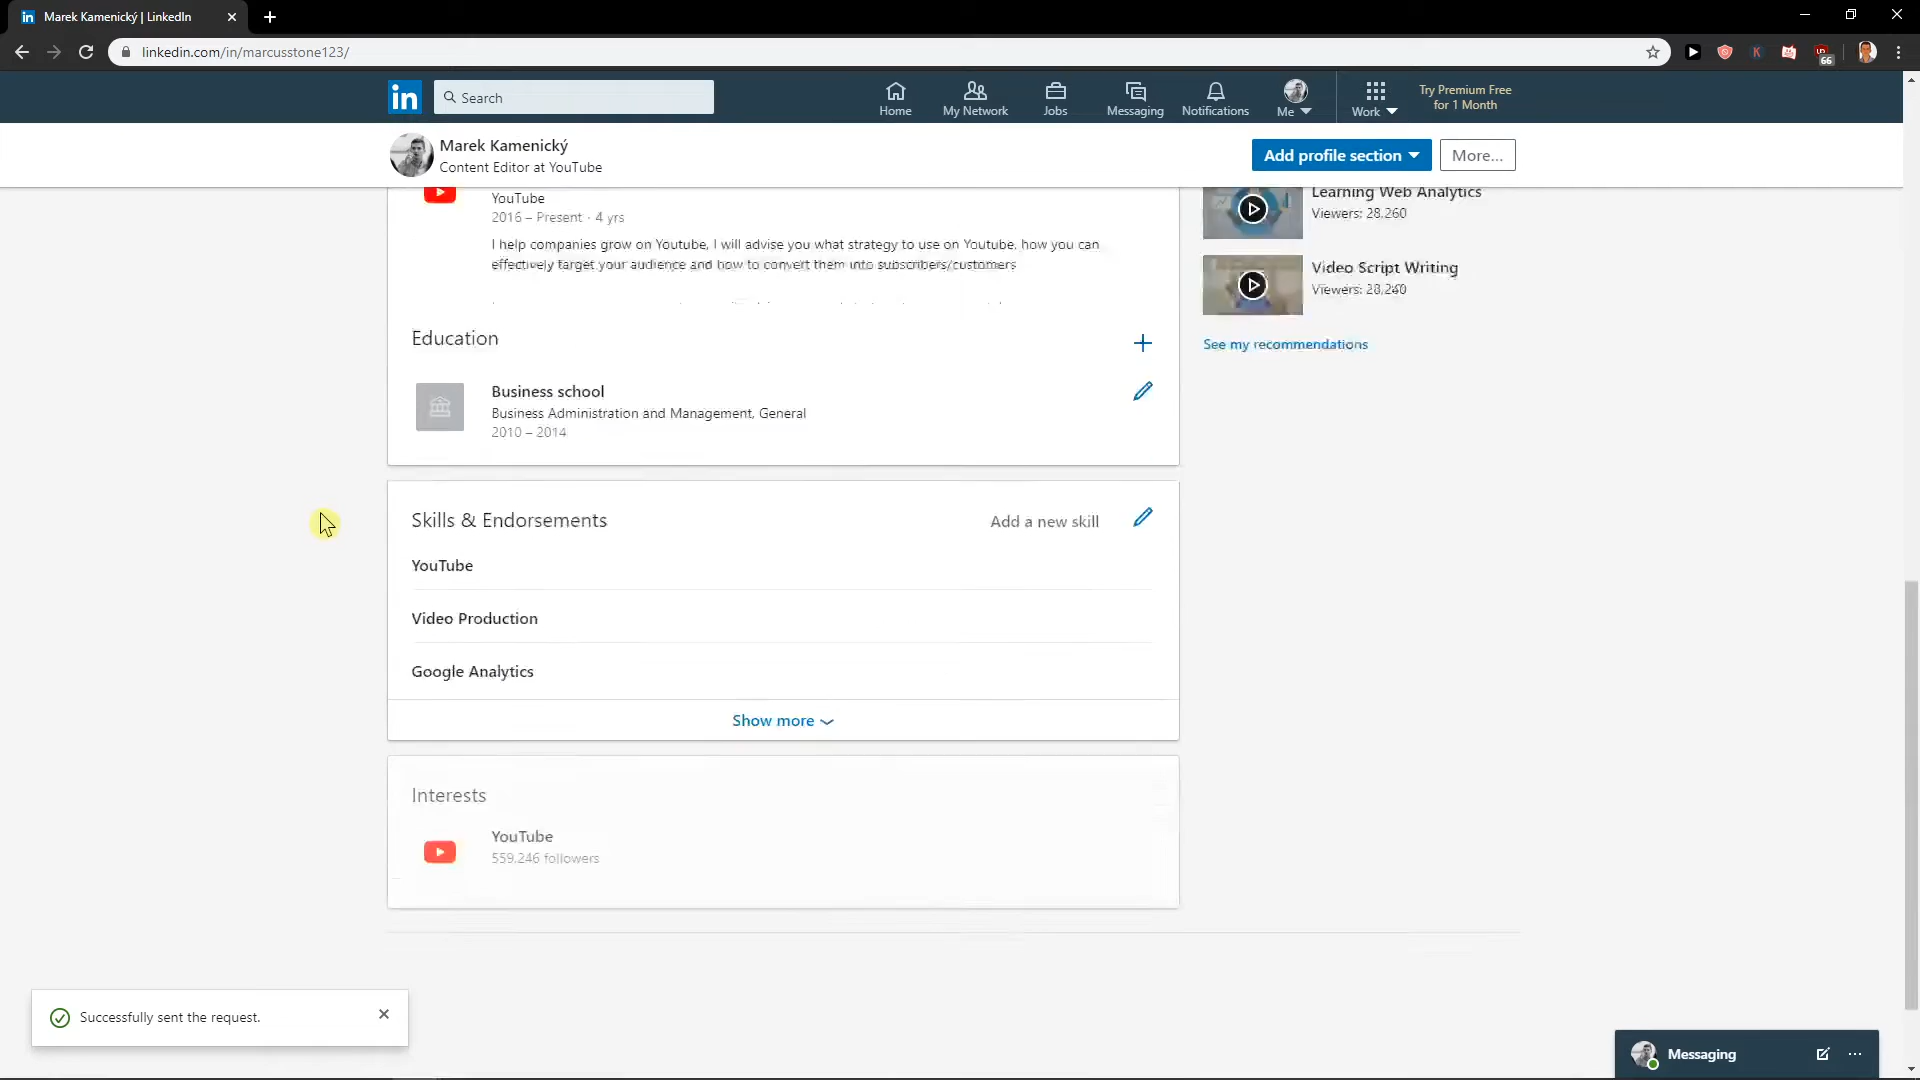 Marek Kamenický | LinkedIn
linkedin.com/in/marcusstone123/
66
in
Search
Home
My Network
Jobs
Messaging
Notifications
Me
Work
Try Premium Free
for 1 Month
Marek Kamenický
Content Editor at YouTube
Add profile section
More...
YouTube
2016 – Present · 4 yrs
I help companies grow on Youtube, I will advise you what strategy to use on Youtube, how you can
effectively target your audience and how to convert them into subscribers/customers
Learning Web Analytics
Viewers: 28,260
Video Script Writing
Viewers: 28,240
See my recommendations
Education
Business school
Business Administration and Management, General
2010 – 2014
Skills & Endorsements
Add a new skill
YouTube
Video Production
Google Analytics
Show more
Interests
YouTube
559,246 followers
Successfully sent the request.
Messaging